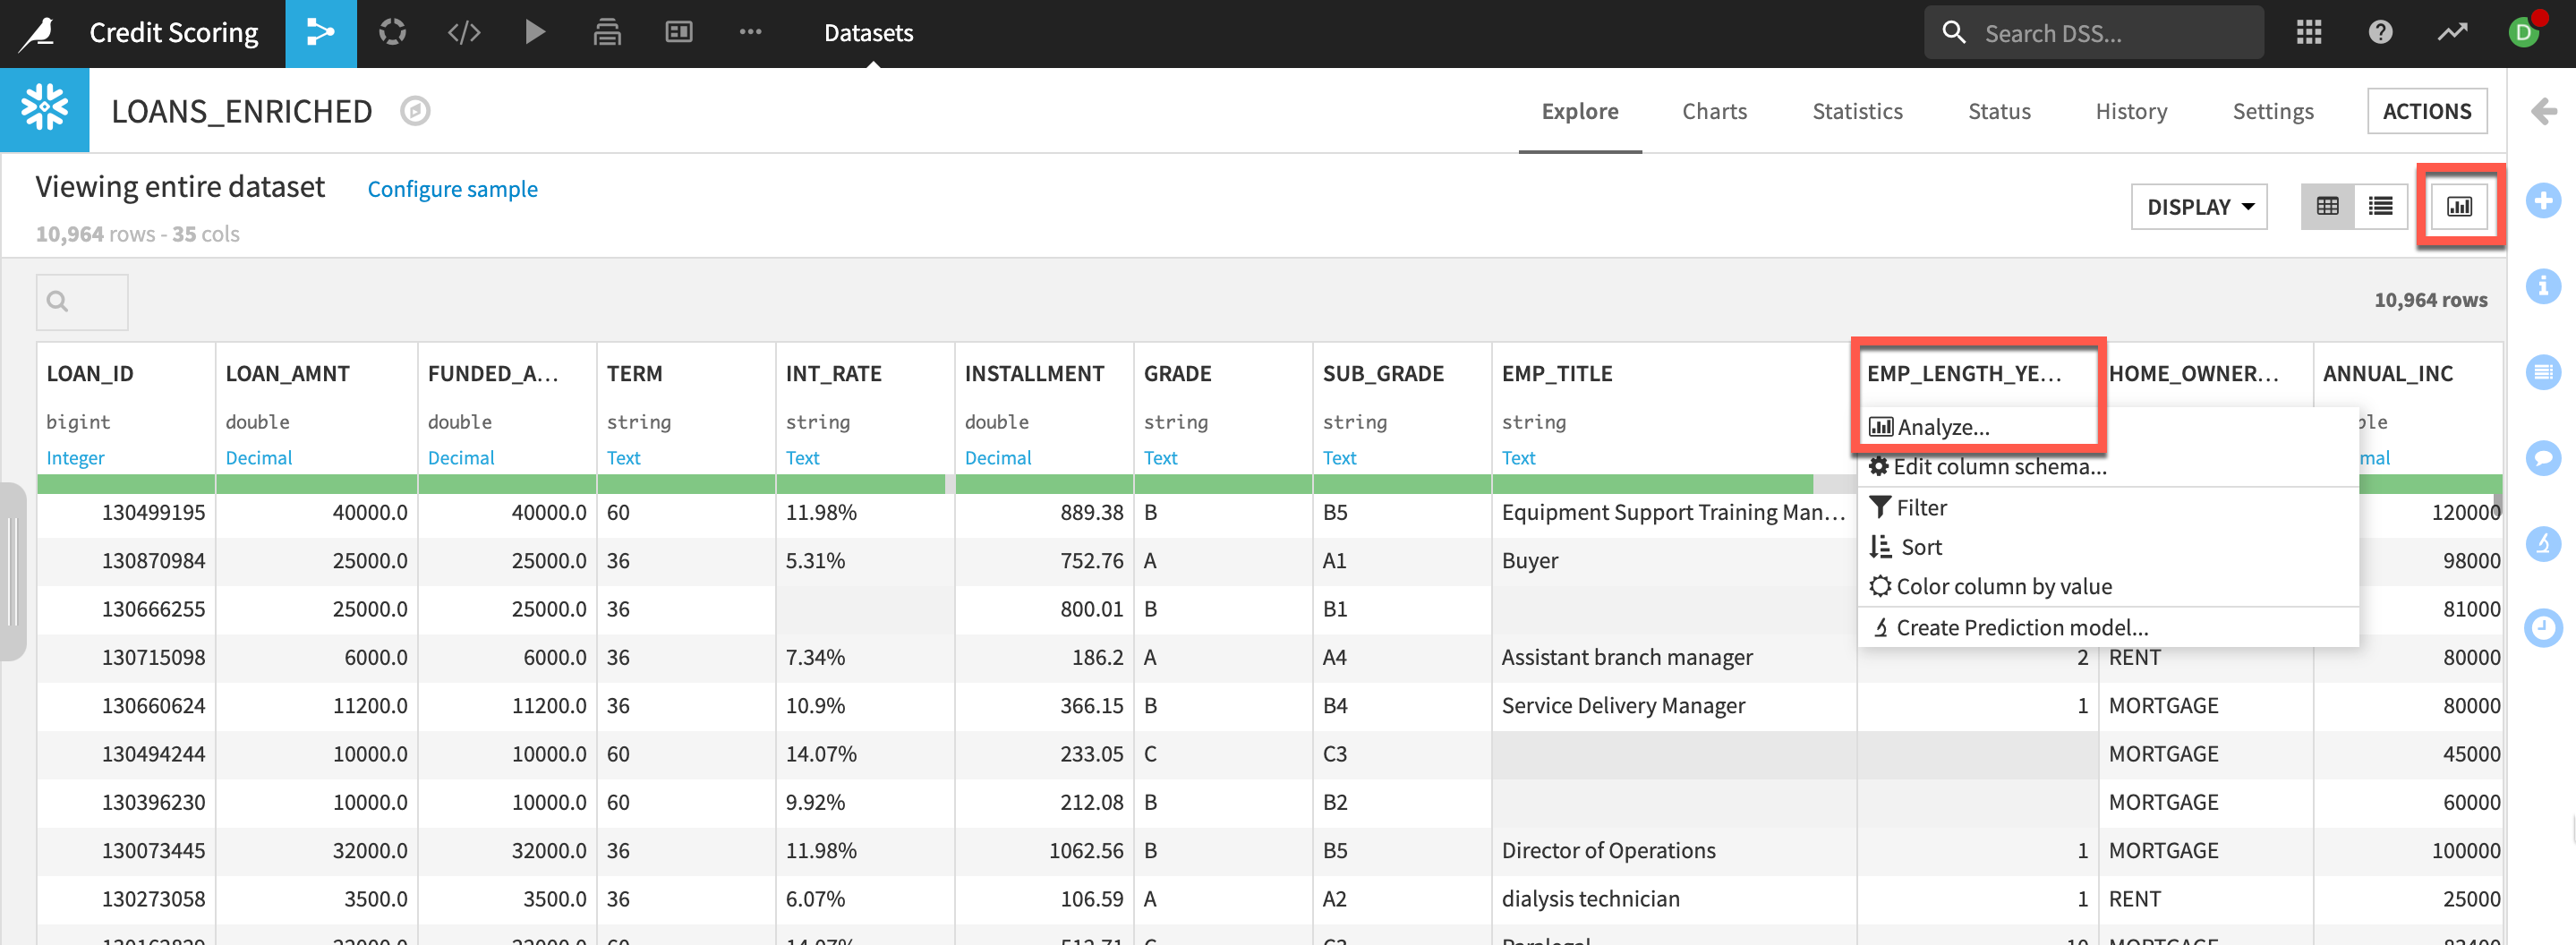 Credit Scoring </> ... Datasets Search DSS... ? D
LOANS_ENRICHED Explore Charts Statistics Status History Settings ACTIONS
Viewing entire dataset Configure sample DISPLAY
10,964 rows - 35 cols
10,964 rows
LOAN_ID LOAN_AMNT FUNDED_A... TERM INT_RATE INSTALLMENT GRADE SUB_GRADE EMP_TITLE EMP_LENGTH_YE... HOME_OWNER... ANNUAL_INC
bigint double double string string double string string string
Integer Decimal Decimal Text Text Decimal Text Text Text
Analyze...
Edit column schema...
Filter
Sort
Color column by value
Create Prediction model...
130499195 40000.0 40000.0 60 11.98% 889.38 B B5 Equipment Support Training Man... 120000
130870984 25000.0 25000.0 36 5.31% 752.76 A A1 Buyer 98000
130666255 25000.0 25000.0 36 800.01 B B1 81000
130715098 6000.0 6000.0 36 7.34% 186.2 A A4 Assistant branch manager 2 RENT 80000
130660624 11200.0 11200.0 36 10.9% 366.15 B B4 Service Delivery Manager 1 MORTGAGE 80000
130494244 10000.0 10000.0 60 14.07% 233.05 C C3 MORTGAGE 45000
130396230 10000.0 10000.0 60 9.92% 212.08 B B2 MORTGAGE 60000
130073445 32000.0 32000.0 36 11.98% 1062.56 B B5 Director of Operations 1 MORTGAGE 100000
130273058 3500.0 3500.0 36 6.07% 106.59 A A2 dialysis technician 1 RENT 25000